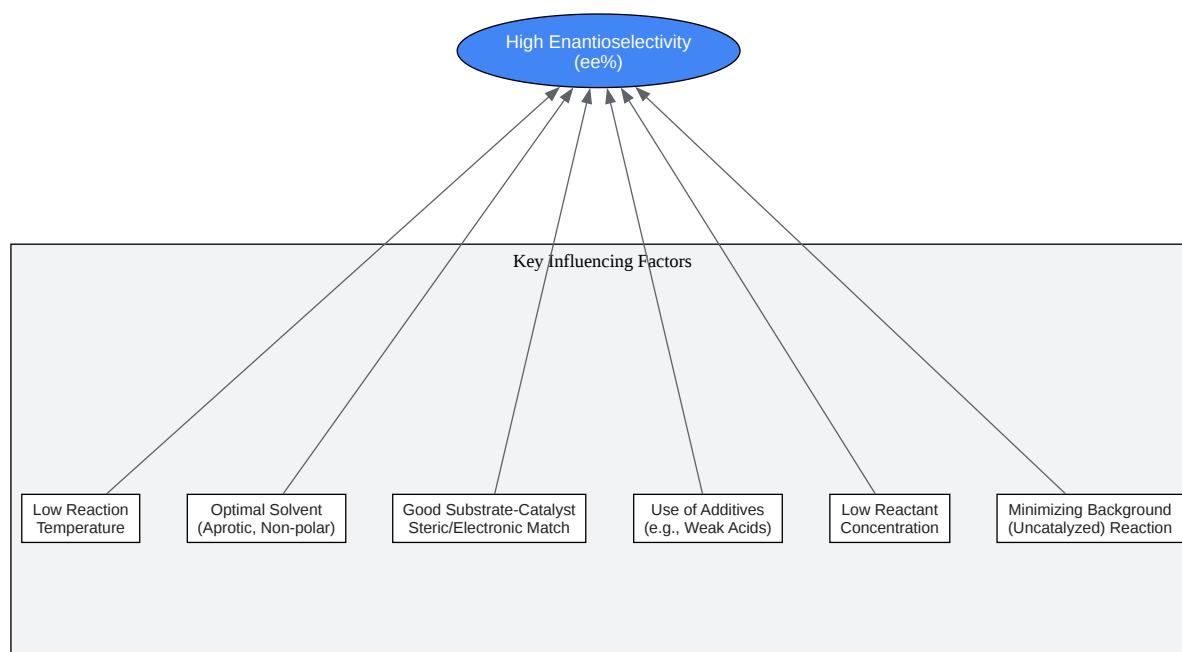 High Enantioselectivity
(ee%)
Key Influencing Factors
Low Reaction
Temperature
Optimal Solvent
(Aprotic, Non-polar)
Good Substrate-Catalyst
Steric/Electronic Match
Use of Additives
(e.g., Weak Acids)
Low Reactant
Concentration
Minimizing Background
(Uncatalyzed) Reaction